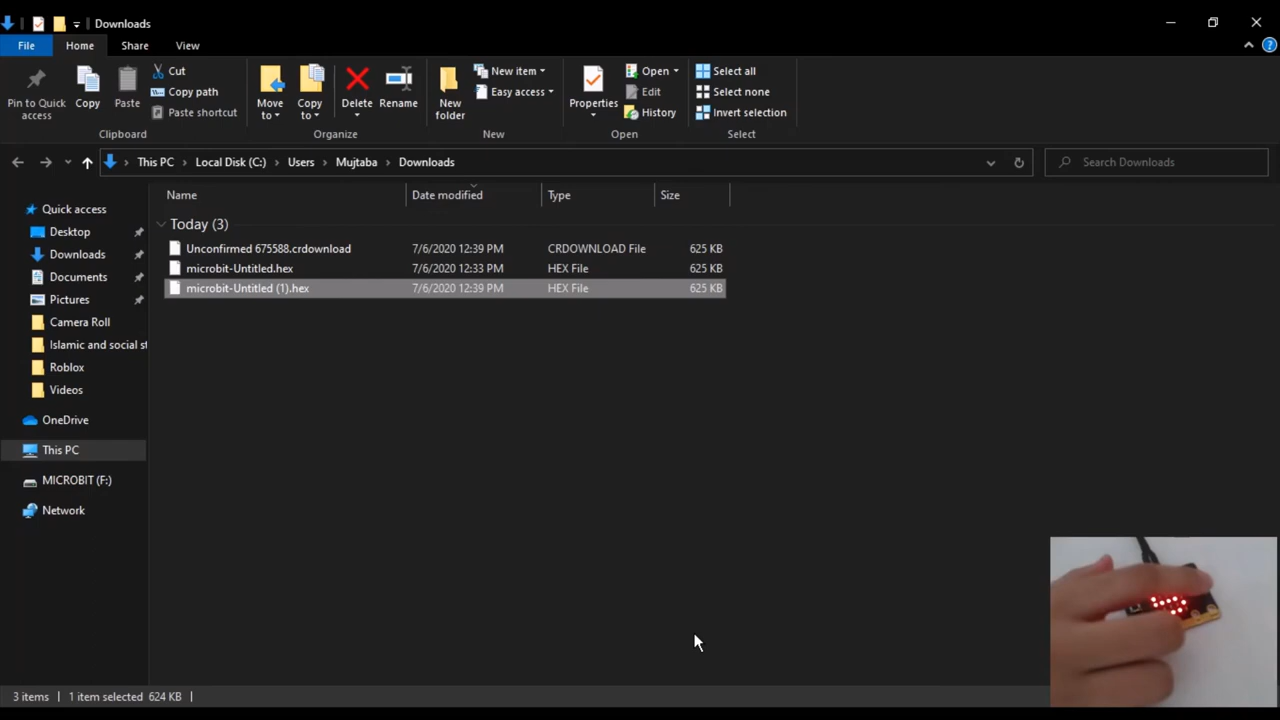 Downloads
File Home Share View
Pin to Quick access
Copy
Paste
Cut
Copy path
Paste shortcut
Clipboard
Move to
Copy to
Delete
Rename
Organize
New folder
New item
Easy access
New
Properties
Open
Edit
History
Open
Select all
Select none
Invert selection
Select
This PC Local Disk (C:) Users Mujtaba Downloads
Search Downloads
Quick access
Desktop
Downloads
Documents
Pictures
Camera Roll
Islamic and social st
Roblox
Videos
OneDrive
This PC
MICROBIT (F:)
Network
Name Date modified Type Size
Today (3)
Unconfirmed 675588.crdownload 7/6/2020 12:39 PM CRDOWNLOAD File 625 KB
microbit-Untitled.hex 7/6/2020 12:33 PM HEX File 625 KB
microbit-Untitled (1).hex 7/6/2020 12:39 PM HEX File 625 KB
3 items 1 item selected 624 KB